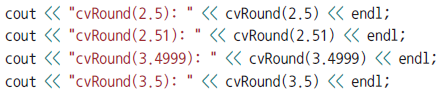 cout << "cvRound(2.5): " << cvRound(2.5) << endl;
cout << "cvRound(2.51): " << cvRound(2.51) << endl;
cout << "cvRound(3.4999): " << cvRound(3.4999) << endl;
cout << "cvRound(3.5): " << cvRound(3.5) << endl;